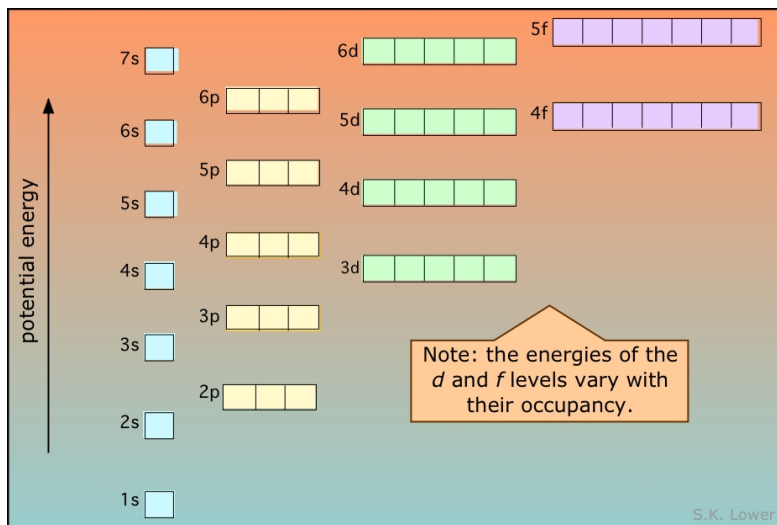 5f
7s
6d
6p
6s
5d
4f
5p
5s
4d
4p
4s
3d
3p
3s
2p
2s
1s
potential energy
Note: the energies of the
d and f levels vary with
their occupancy.
S.K. Lower